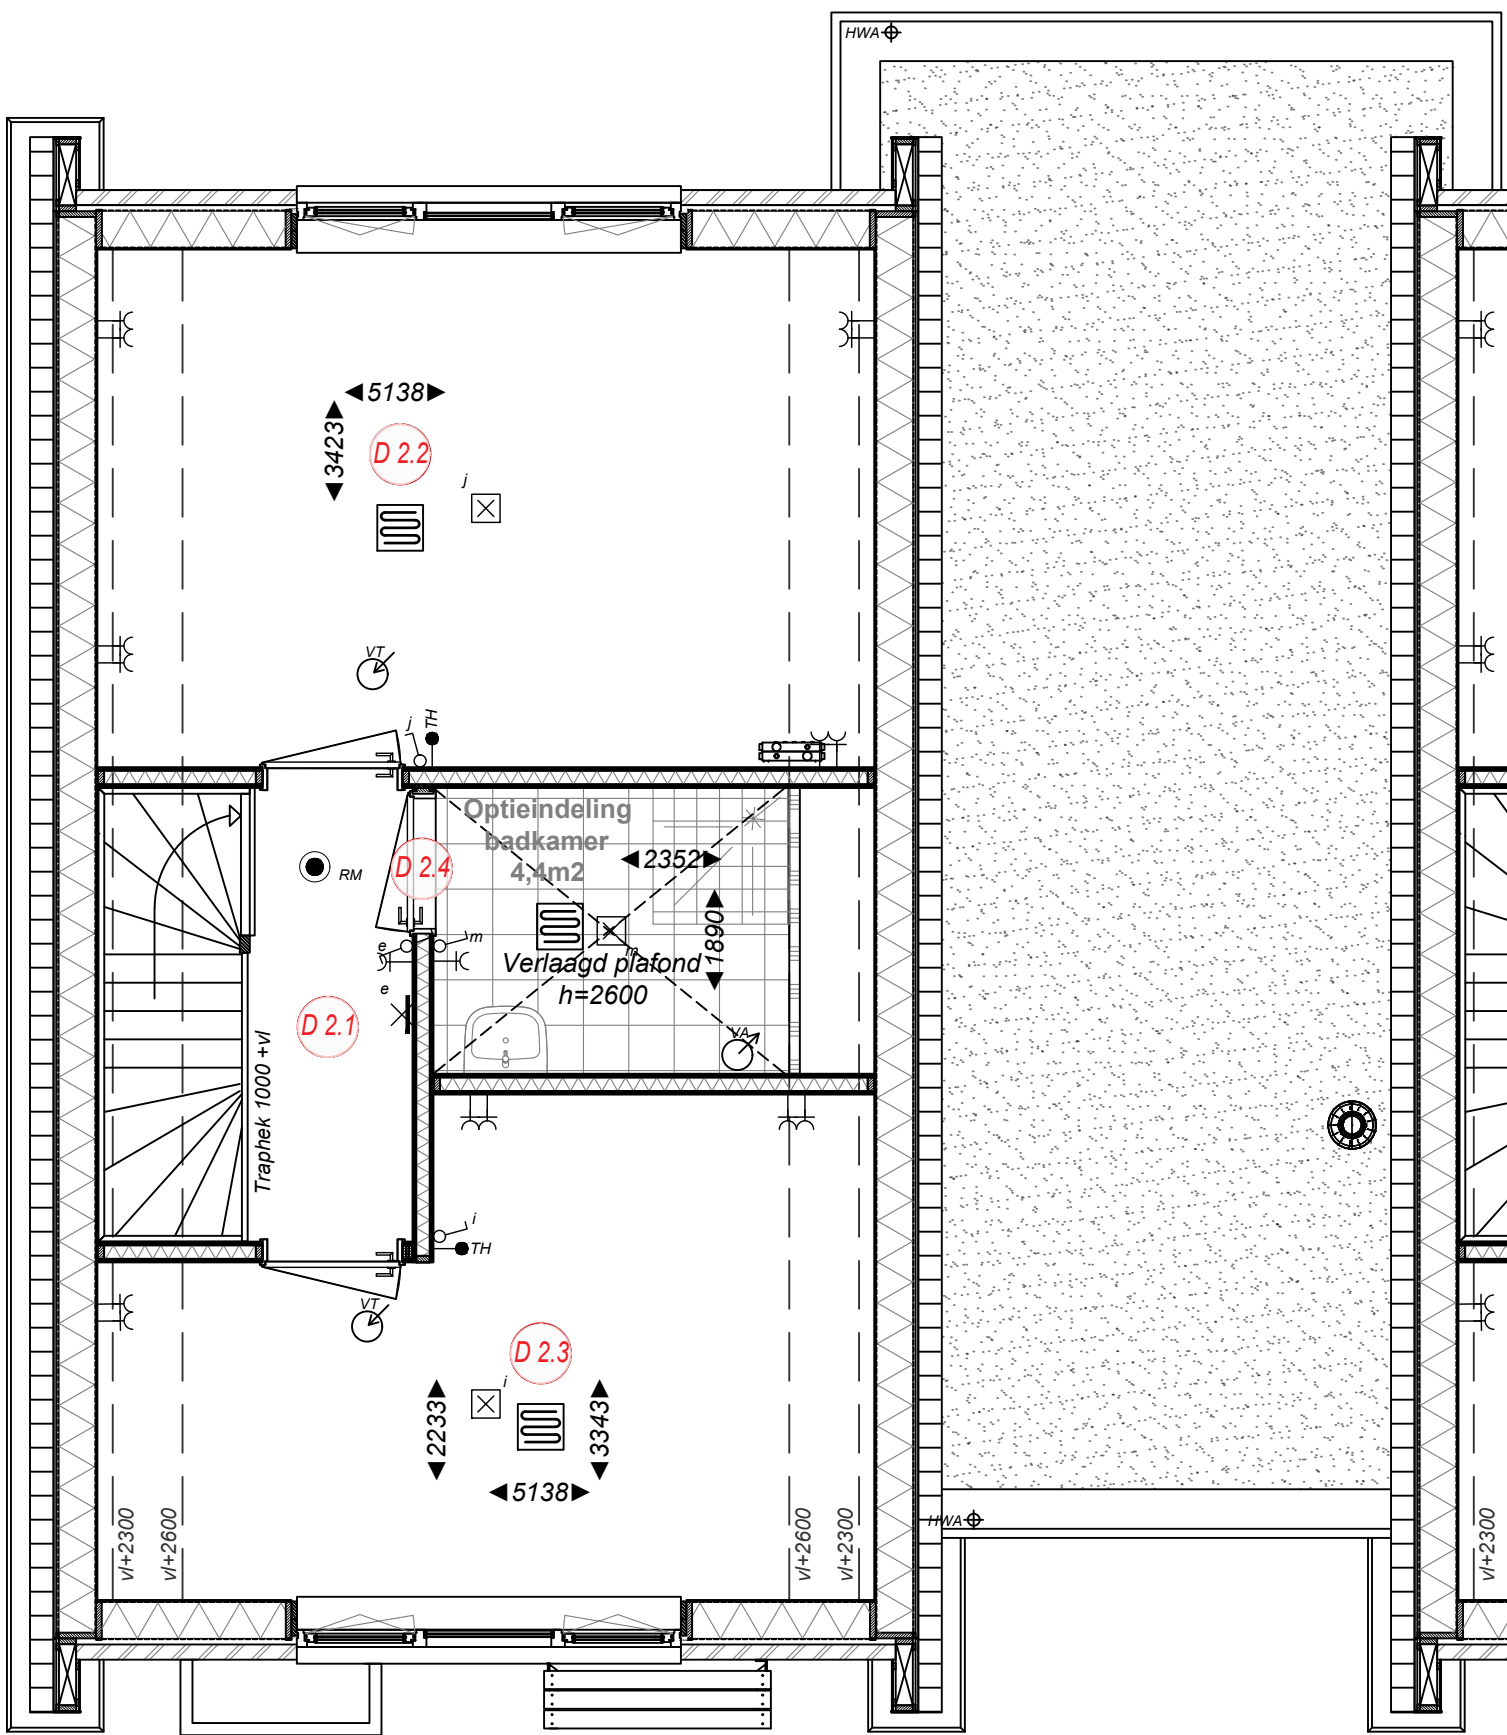 HWA
5138
3423
D 2.2
j
VT
j
TH
Optieindeling
badkamer
4,4m2
2352
D 2.4
RM
1890
e
m
m
Verlaagd plafond
h=2600
e
D 2.1
VA
Traphek 1000 +vl
i
TH
VT
D 2.3
i
2233
3343
5138
HWA
vl+2300
vl+2600
vl+2600
vl+2300
vl+2300